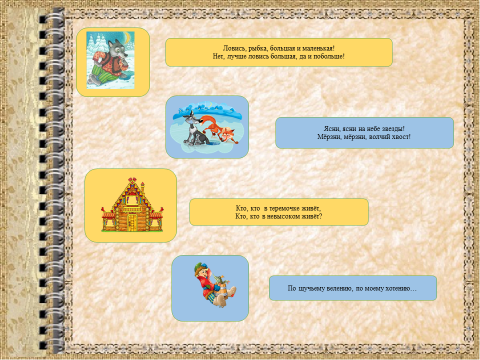 Ловись, рыбка, большая и маленькая!
Нет, лучше ловись большая, да и побольше!
Ясни, ясни на небе звезды!
Мёрзни, мёрзни, волчий хвост!
Кто, кто в теремочке живёт,
Кто, кто в невысоком живёт?
По щучьему велению, по моему хотению…